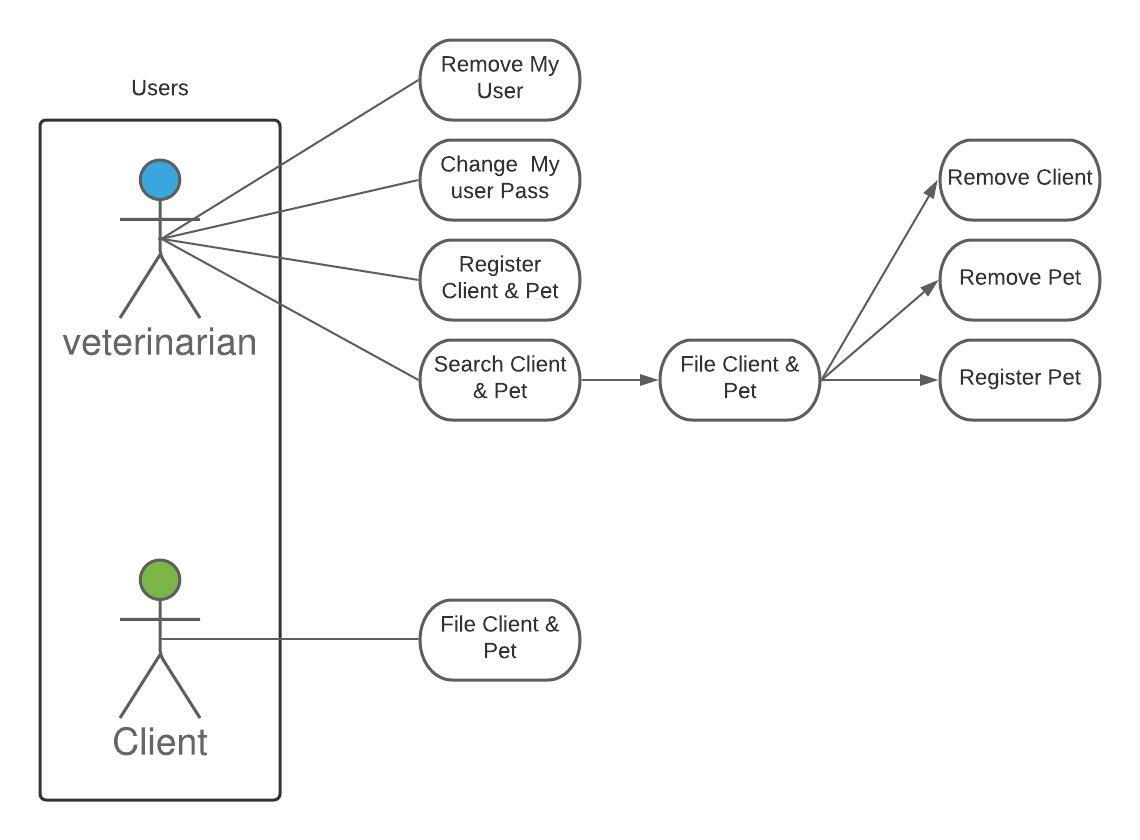 Users
veterinarian
Remove My
User
Change  My
user Pass
Register
Client & Pet
Search Client
& Pet
File Client &
Pet
Remove Client
Remove Pet
Register Pet
Client
File Client &
Pet